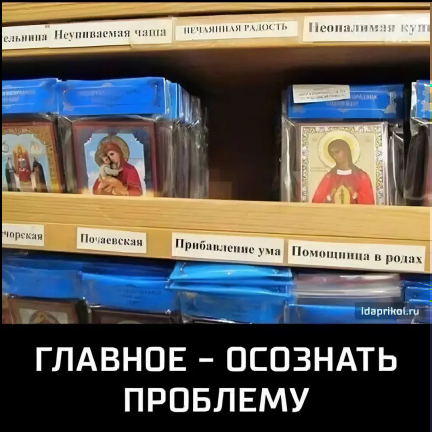 Неупиваемая чаша
НЕЧАЯННАЯ РАДОСТЬ
Неопалимая
Почаевская
Прибавление ума
Помощница в родах
idaprikol.ru
ГЛАВНОЕ - ОСОЗНАТЬ
ПРОБЛЕМУ